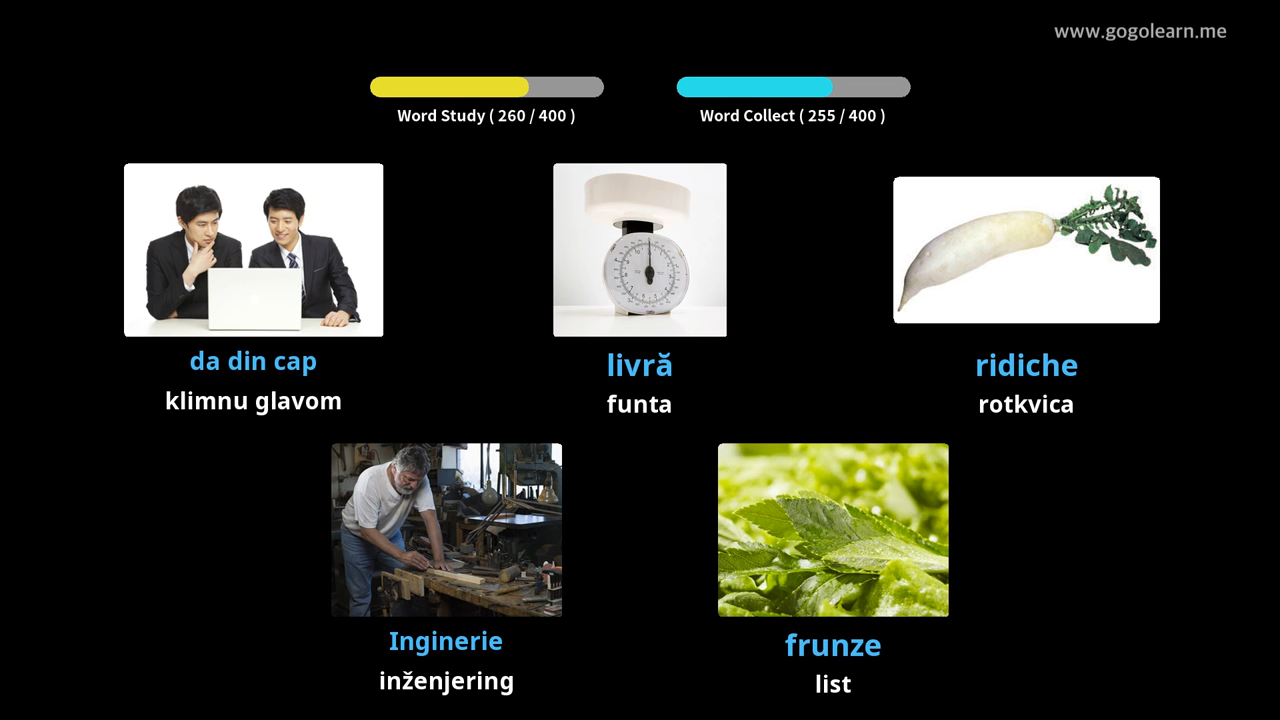 www.gogolearn.me
Word Study ( 260 / 400 )
Word Collect ( 255 / 400 )
da din cap
klimnu glavom
livră
funta
ridiche
rotkvica
Inginerie
inženjering
frunze
list